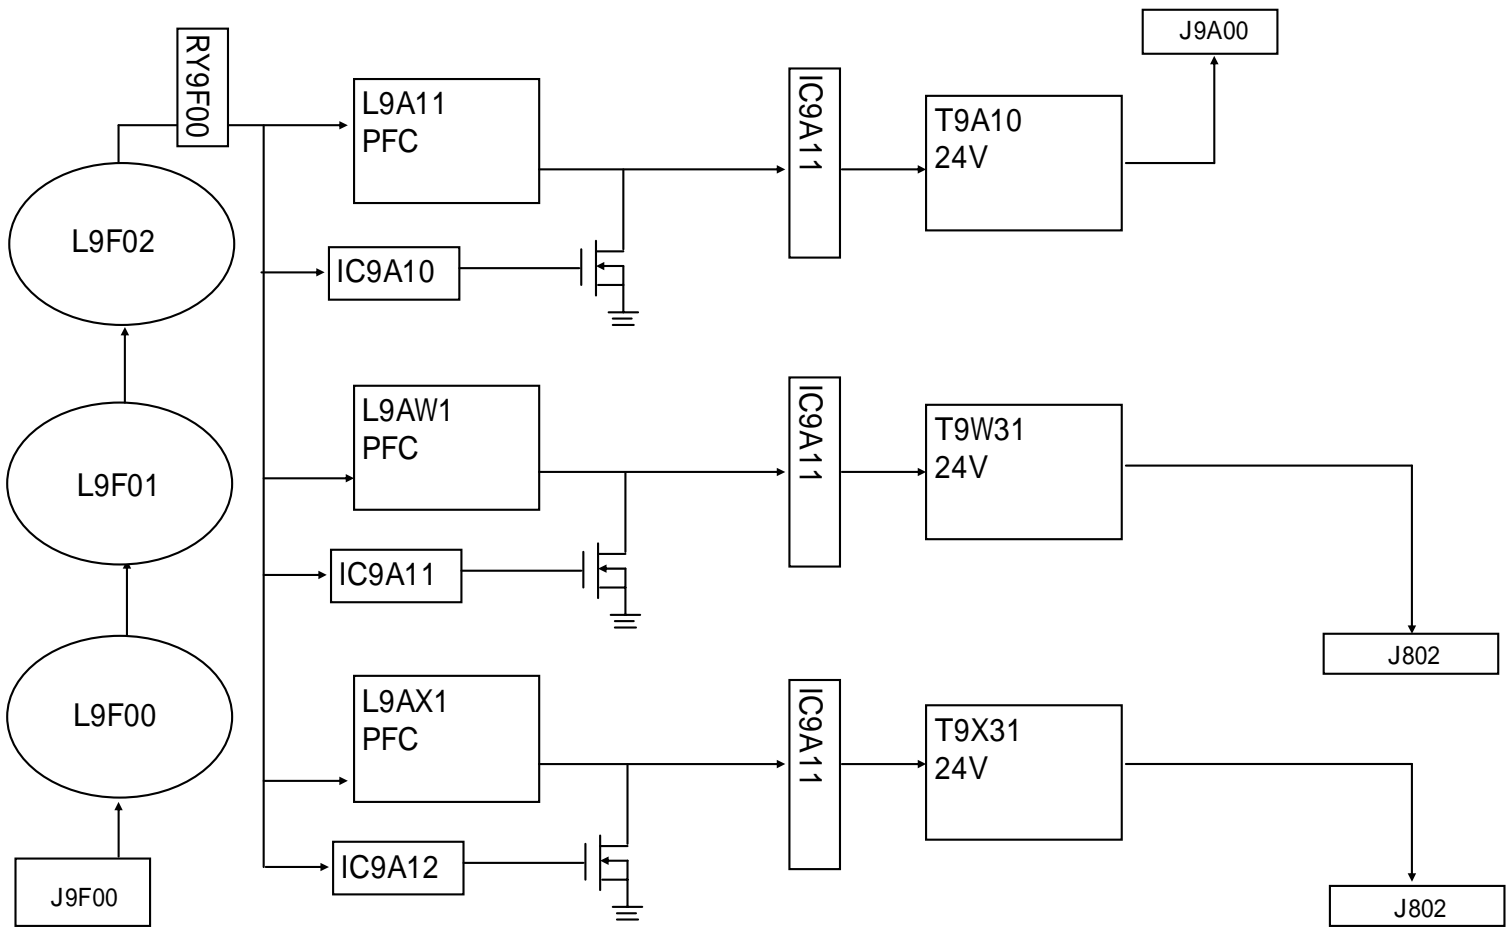 J9A00
RY9F00
L9A11
PFC
IC9A11
T9A10
24V
L9F02
IC9A10
L9AW1
PFC
IC9A11
T9W31
24V
L9F01
IC9A11
J802
L9F00
L9AX1
PFC
IC9A11
T9X31
24V
IC9A12
J9F00
J802